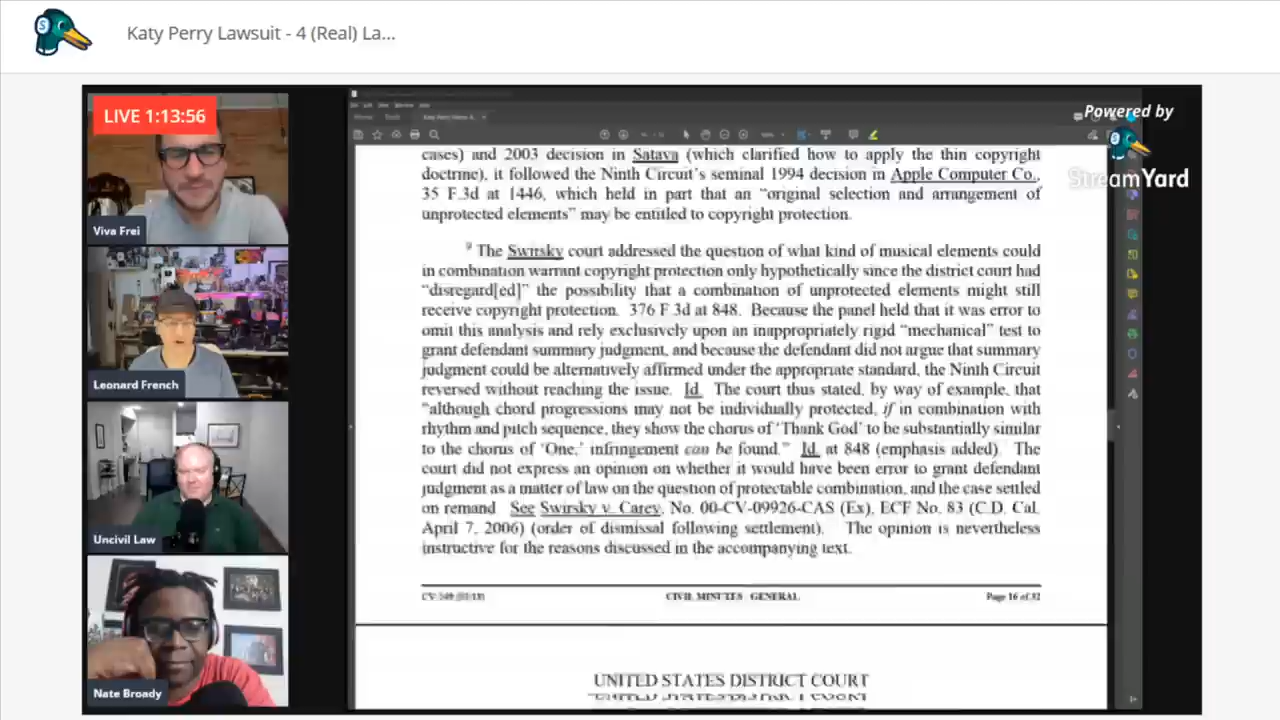 Katy Perry Lawsuit - 4 (Real) La...
LIVE 1:13:56
Viva Frei
Leonard French
Uncivil Law
Nate Broady
Powered by
StreamYard
cases) and 2003 decision in Satava (which clarified how to apply the thin copyright
doctrine), it followed the Ninth Circuit's seminal 1994 decision in Apple Computer Co.,
35 F.3d at 1446, which held in part that an “original selection and arrangement of
unprotected elements” may be entitled to copyright protection.
9 The Swirsky court addressed the question of what kind of musical elements could
in combination warrant copyright protection only hypothetically since the district court had
“disregard[ed]” the possibility that a combination of unprotected elements might still
receive copyright protection. 376 F.3d at 848. Because the panel held that it was error to
omit this analysis and rely exclusively upon an inappropriately rigid “mechanical” test to
grant defendant summary judgment, and because the defendant did not argue that summary
judgment could be alternatively affirmed under the appropriate standard, the Ninth Circuit
reversed without reaching the issue. Id. The court thus stated, by way of example, that
“although chord progressions may not be individually protected, if in combination with
rhythm and pitch sequence, they show the chorus of ‘Thank God’ to be substantially similar
to the chorus of ‘One,’ infringement can be found.” Id. at 848 (emphasis added). The
court did not express an opinion on whether it would have been error to grant defendant
judgment as a matter of law on the question of protectable combination, and the case settled
on remand. See Swirsky v. Carey, No. 00-CV-09926-CAS (Ex), ECF No. 83 (C.D. Cal.
April 7, 2006) (order of dismissal following settlement). The opinion is nevertheless
instructive for the reasons discussed in the accompanying text.
CIVIL MINUTES GENERAL
Page 16 of 32
UNITED STATES DISTRICT COURT